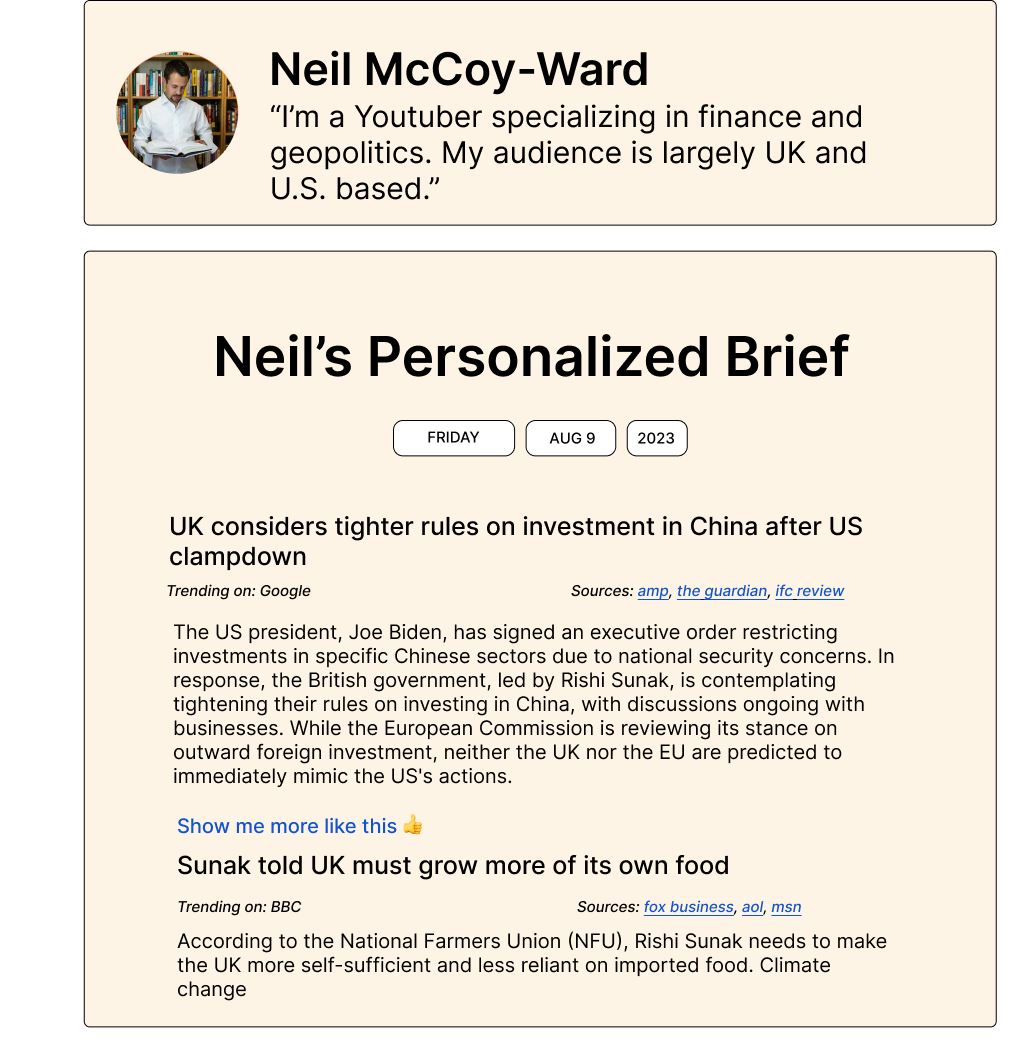 Neil McCoy-Ward
“I’m a Youtuber specializing in finance and
geopolitics. My audience is largely UK and
U.S. based.”
Neil’s Personalized Brief
FRIDAY AUG 9 2023
UK considers tighter rules on investment in China after US
clampdown
Trending on: Google Sources: amp, the guardian, ifc review
The US president, Joe Biden, has signed an executive order restricting
investments in specific Chinese sectors due to national security concerns. In
response, the British government, led by Rishi Sunak, is contemplating
tightening their rules on investing in China, with discussions ongoing with
businesses. While the European Commission is reviewing its stance on
outward foreign investment, neither the UK nor the EU are predicted to
immediately mimic the US's actions.
Show me more like this 👍
Sunak told UK must grow more of its own food
Trending on: BBC Sources: fox business, aol, msn
According to the National Farmers Union (NFU), Rishi Sunak needs to make
the UK more self-sufficient and less reliant on imported food. Climate
change